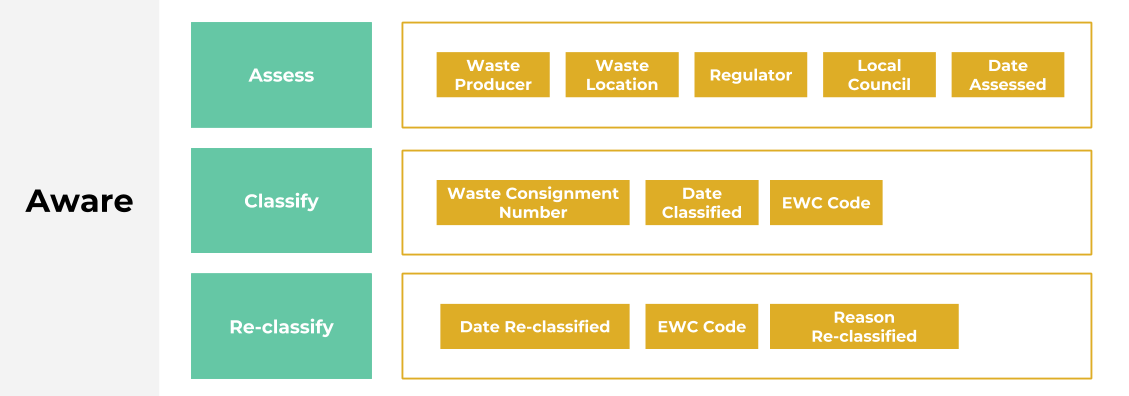 Aware
Assess
Waste
Producer
Waste
Location
Regulator
Local
Council
Date
Assessed
Classify
Waste Consignment
Number
Date
Classified
EWC Code
Re-classify
Date Re-classified
EWC Code
Reason
Re-classified